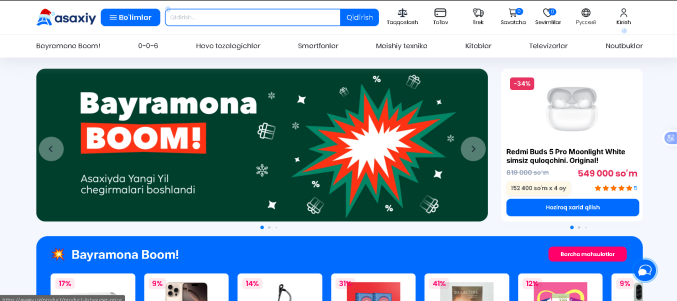 asaxiy
Bo'limlar
Qidirish...
Qidirish
Taqqoslash
To'lov
Trek
Savatcha
Sevimlilar
Русский
Kirish
Bayramona Boom!
0-0-6
Havo tozalagichlar
Smartfonlar
Maishiy texnika
Kitoblar
Televizorlar
Noutbuklar
Bayramona
BOOM!
Asaxiyda Yangi Yil
chegirmalari boshlandi
-34%
Redmi Buds 5 Pro Moonlight White
simsiz quloqchini. Original!
819 000 so'm
549 000 so'm
152 400 so'm x 4 oy
5
Hoziroq xarid qilish
Bayramona Boom!
Barcha mahsulotlar
17%
9%
14%
31%
41%
12%
9%